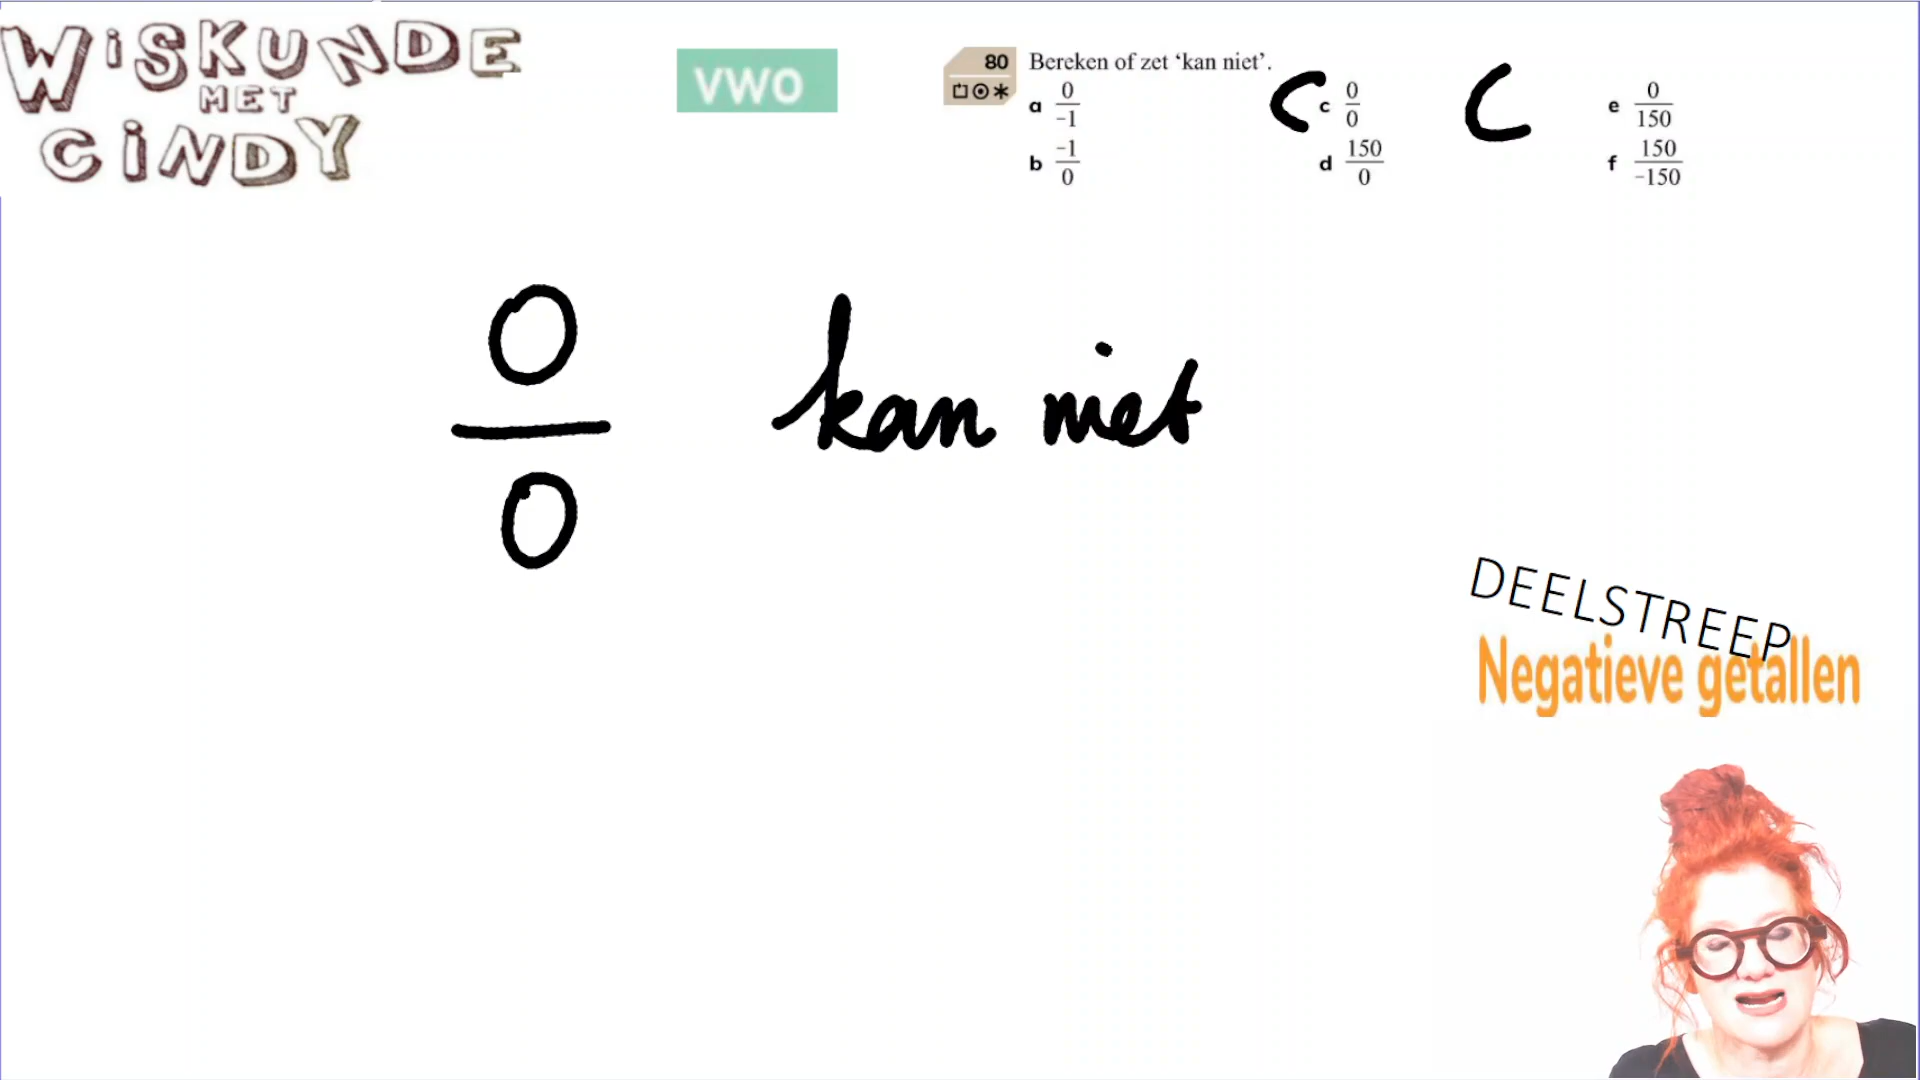 WiSKUNDE
MET
CiNDY
vwo
80 Bereken of zet ‘kan niet’.
a 0/-1
b -1/0
c 0/0
d 150/0
e 0/150
f 150/-150
C
C
0
0
kan niet
DEELSTREEP
Negatieve getallen